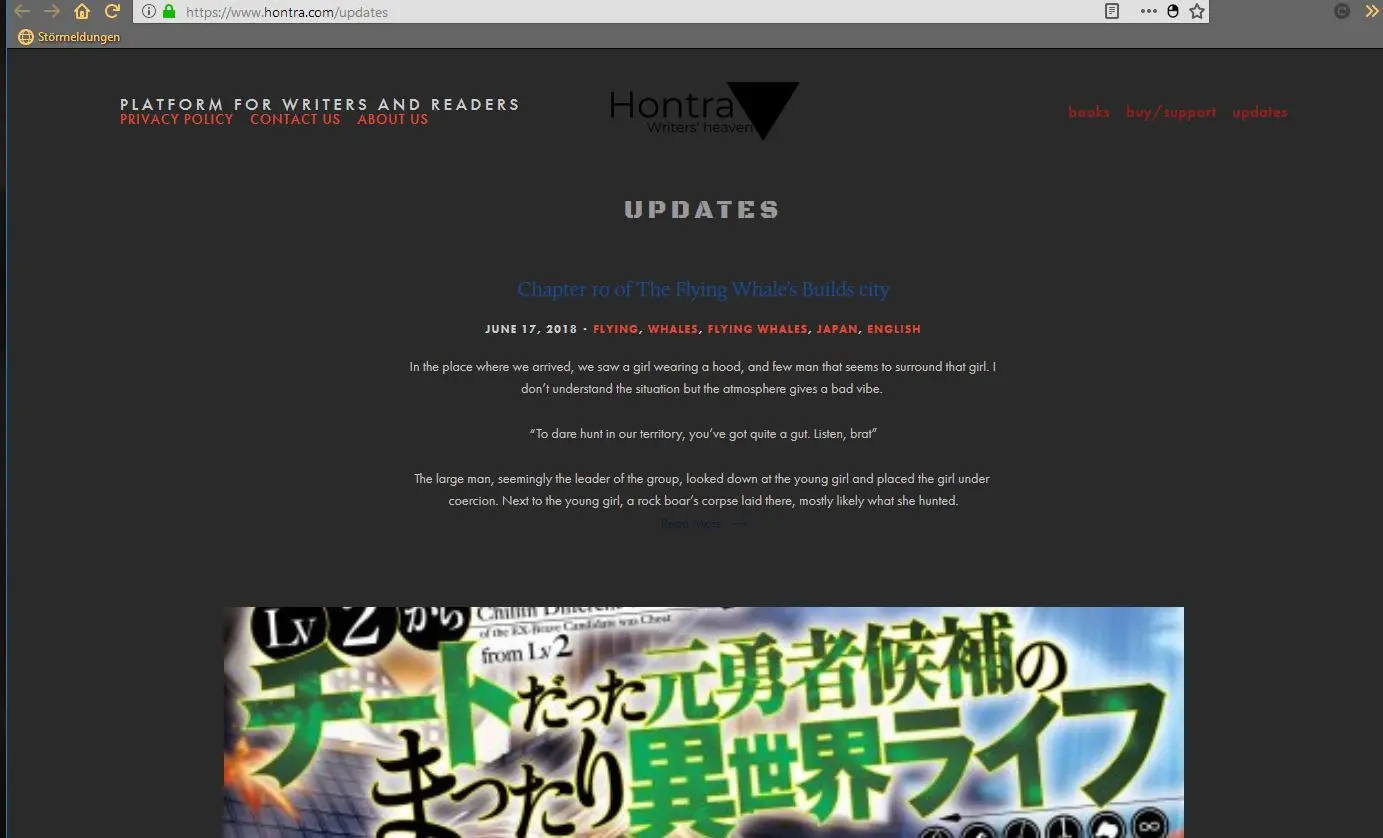 https://www.hontra.com/updates
Störmeldungen
PLATFORM FOR WRITERS AND READERS
PRIVACY POLICY CONTACT US ABOUT US
Hontra
Writers' heaven
books buy/support updates
UPDATES
Chapter 10 of The Flying Whale's Builds city
JUNE 17, 2018 · FLYING, WHALES, FLYING WHALES, JAPAN, ENGLISH
In the place where we arrived, we saw a girl wearing a hood, and few man that seems to surround that girl. I
don't understand the situation but the atmosphere gives a bad vibe.
“To dare hunt in our territory, you've got quite a gut. Listen, brat”
The large man, seemingly the leader of the group, looked down at the young girl and placed the girl under
coercion. Next to the young girl, a rock boar's corpse laid there, mostly likely what she hunted.
Read More →
Lv2から
Chillin Different
of the EX-Brave Candidate was Cheat
from Lv2
チートだった元勇者候補の
まったり異世界ライフ